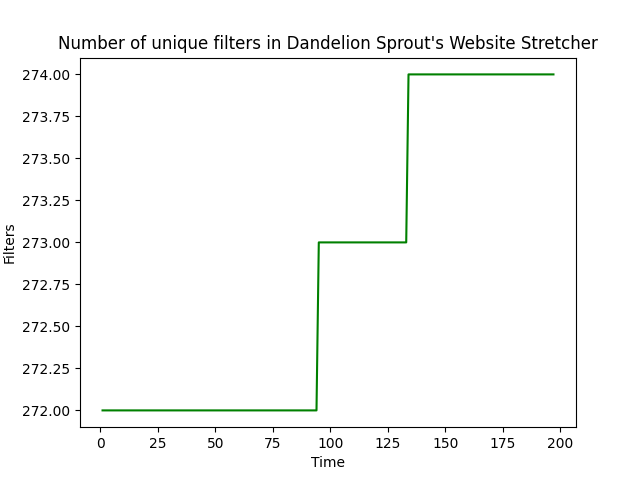 Number of unique filters in Dandelion Sprout's Website Stretcher
274.00
273.75
273.50
273.25
273.00
272.75
272.50
272.25
272.00
Filters
0 25 50 75 100 125 150 175 200
Time